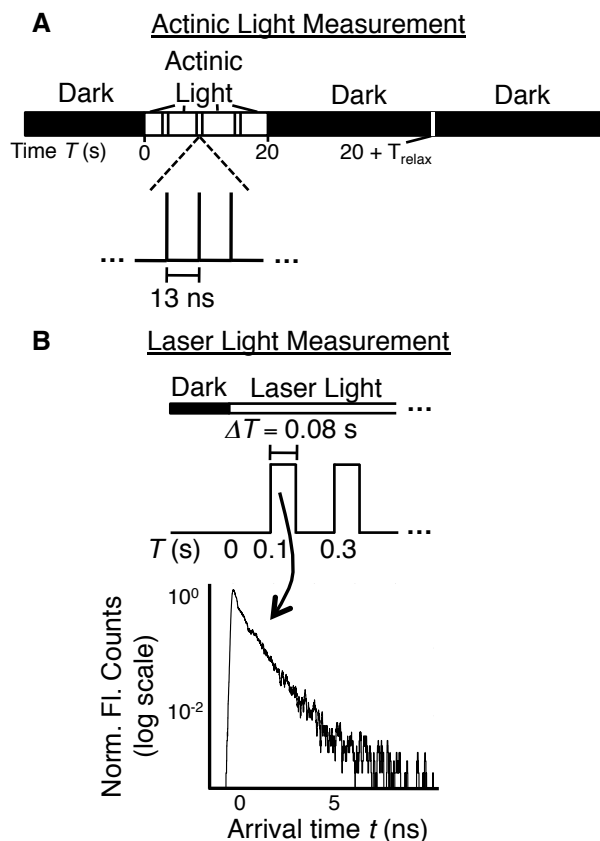 A Actinic Light Measurement
Actinic
Light
Dark Dark Dark
Time T (s) 0 20 20 + T_relax
... ...
13 ns
B Laser Light Measurement
Dark Laser Light
...
ΔT = 0.08 s
...
T (s) 0 0.1 0.3
Norm. Fl. Counts
(log scale)
10⁰
10⁻²
0 5
Arrival time t (ns)